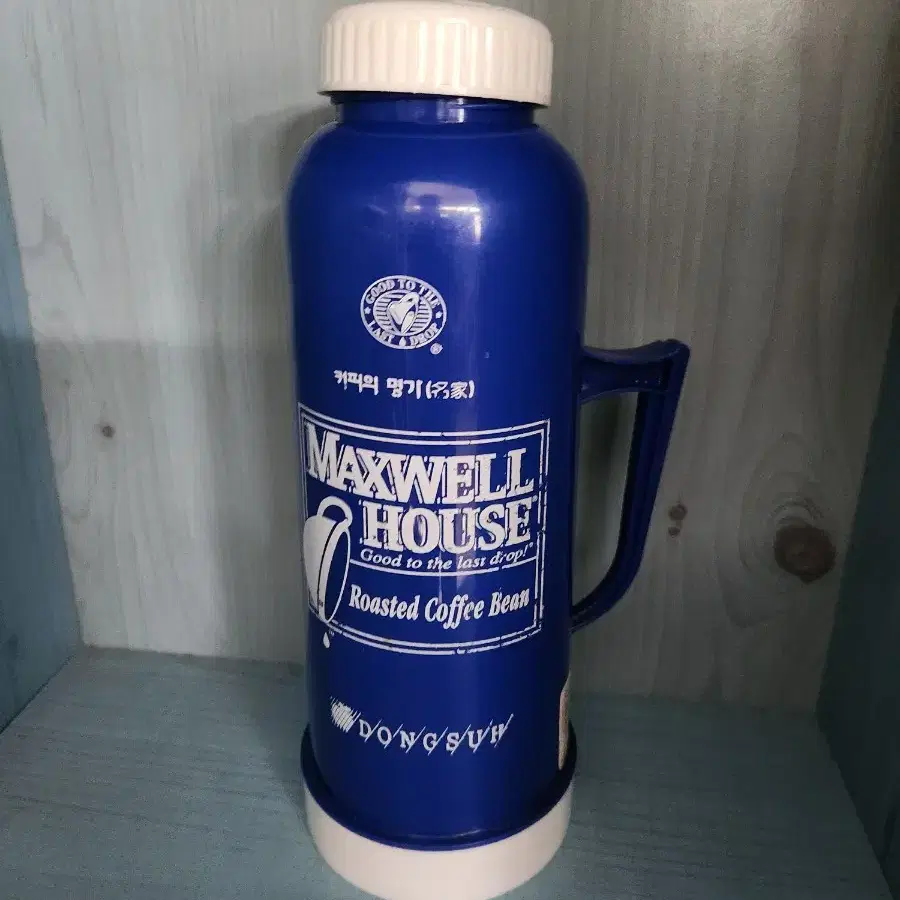 GOOD TO THE
LAST DROP
®
커피의 명가(名家)
MAXWELL
HOUSE
Good to the last drop!®
Roasted Coffee Bean
DONGSUH